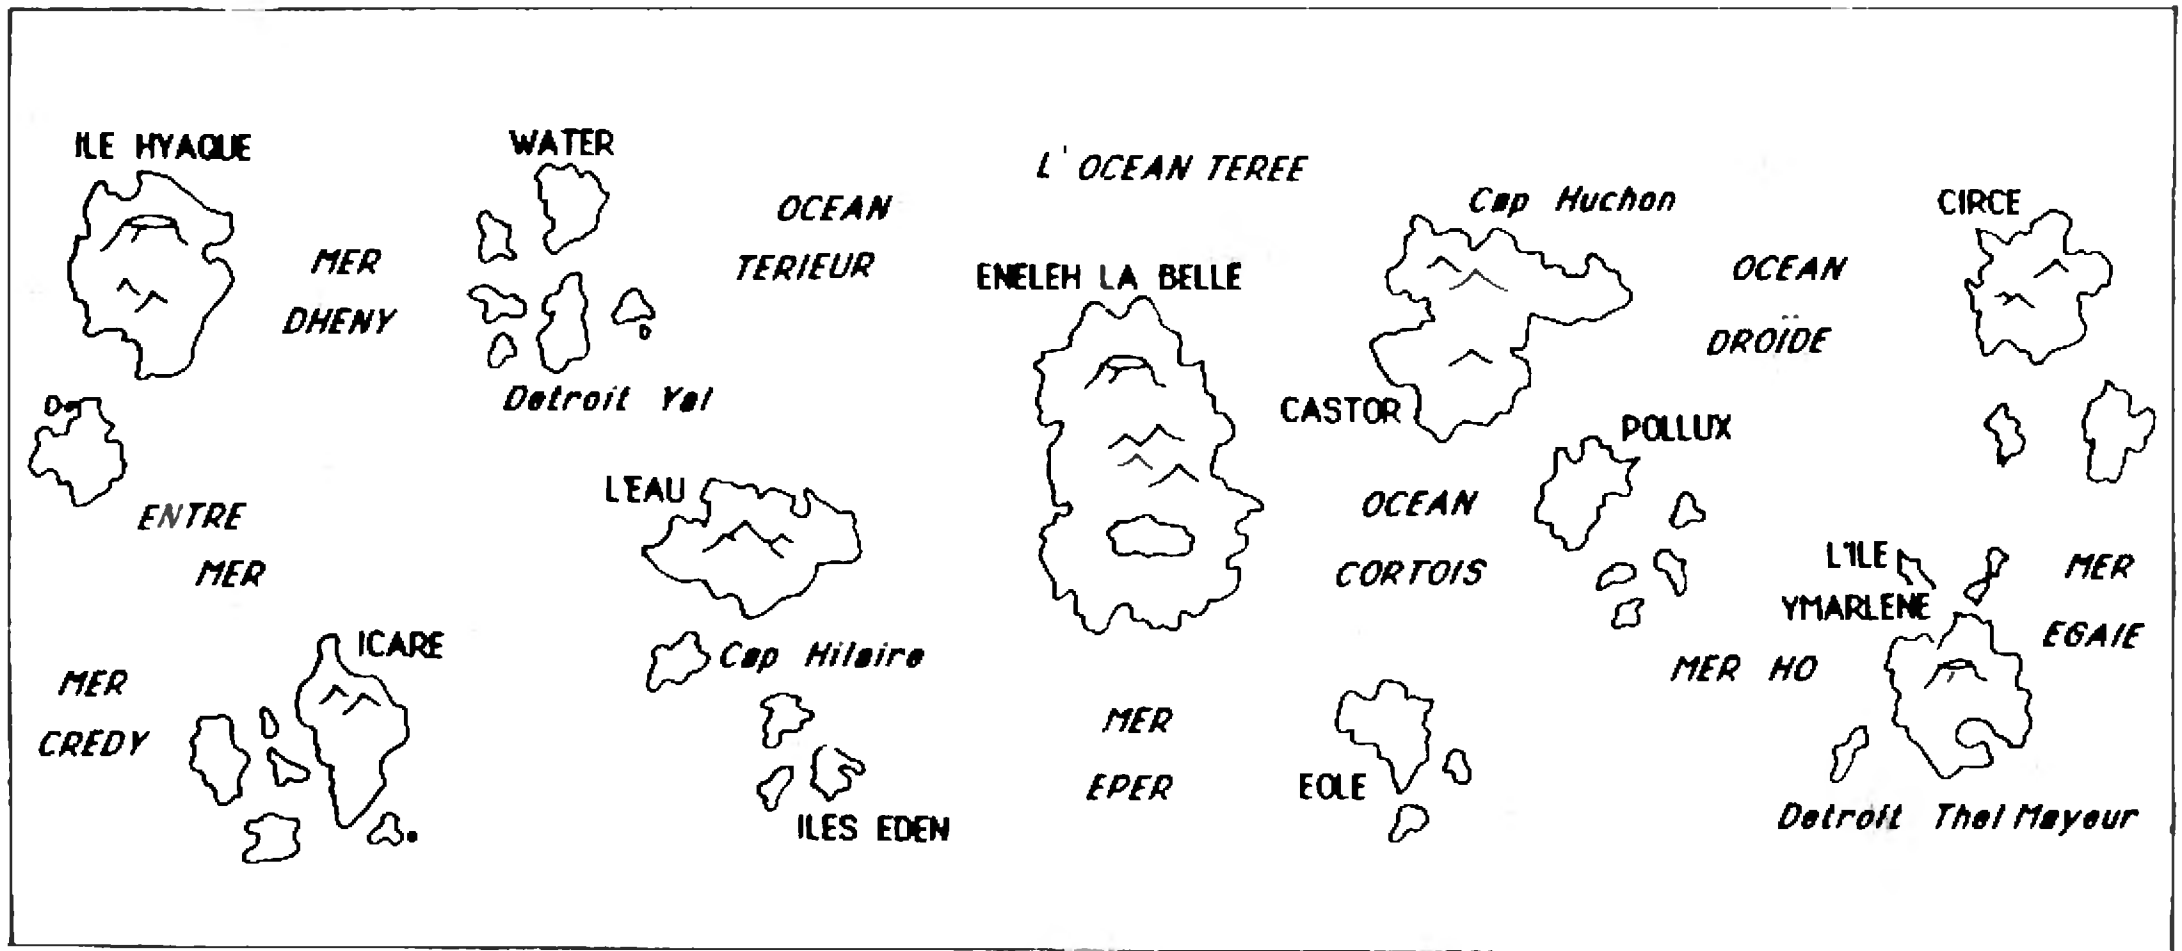 ILE HYAQUE
WATER
L'OCEAN TEREE
OCEAN
TERIEUR
Cap Huchon
CIRCE
MER
DHENY
ENELEH LA BELLE
OCEAN
DROÏDE
Detroit Yal
CASTOR
POLLUX
L'EAU
OCEAN
CORTOIS
ENTRE
MER
L'ILE
YMARLENE
MER
EGAIE
ICARE
Cap Hilaire
MER HO
MER
CREDY
MER
EPER
EOLE
ILES EDEN
Detroit Thal Mayeur